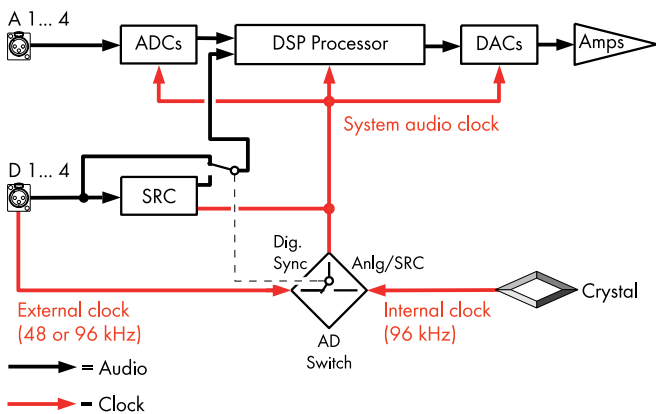 A 1... 4
ADCs
DSP Processor
DACs
Amps
System audio clock
D 1... 4
SRC
Dig.
Sync
Anlg/SRC
Crystal
External clock
(48 or 96 kHz)
Internal clock
(96 kHz)
AD
Switch
= Audio
= Clock